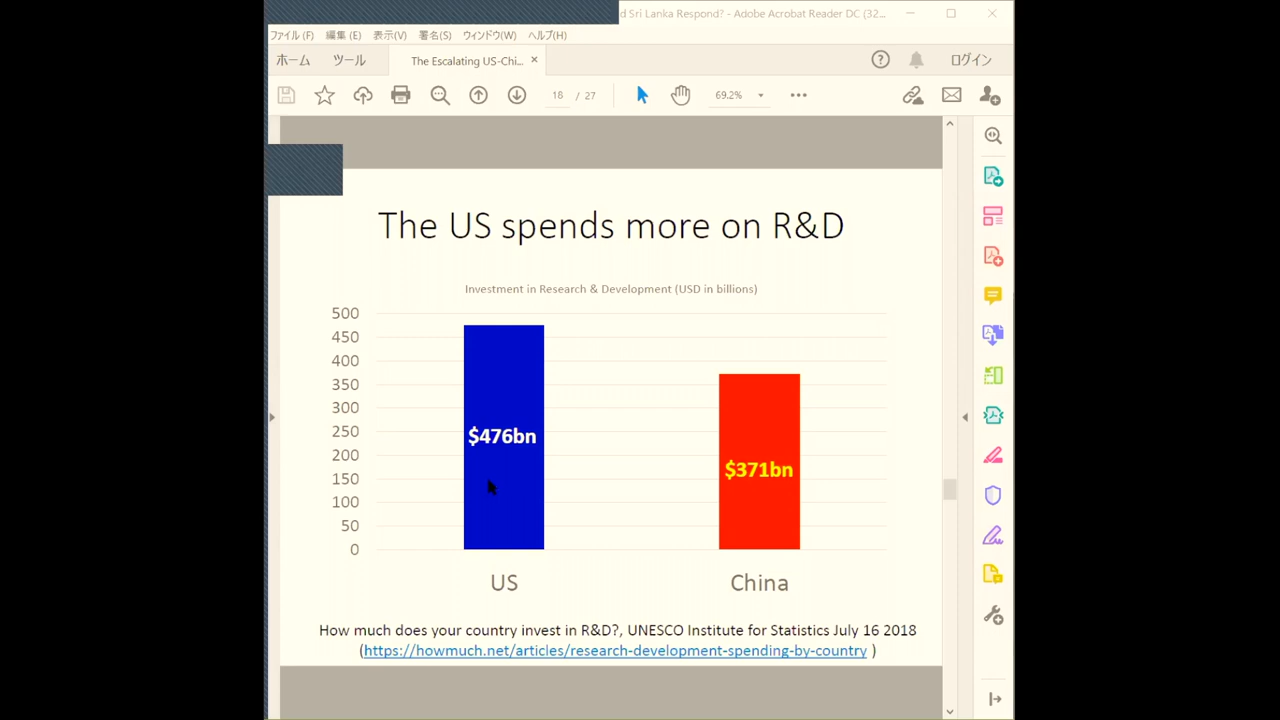 d Sri Lanka Respond? - Adobe Acrobat Reader DC (32...
ファイル (F) 編集 (E) 表示(V) 署名(S) ウィンドウ(W) ヘルプ(H)
ホーム ツール The Escalating US-Chi... ×
ログイン
18 / 27 69.2%
The US spends more on R&D
Investment in Research & Development (USD in billions)
500
450
400
350
300
250
200
150
100
50
0
$476bn
$371bn
US China
How much does your country invest in R&D?, UNESCO Institute for Statistics July 16 2018
(https://howmuch.net/articles/research-development-spending-by-country )